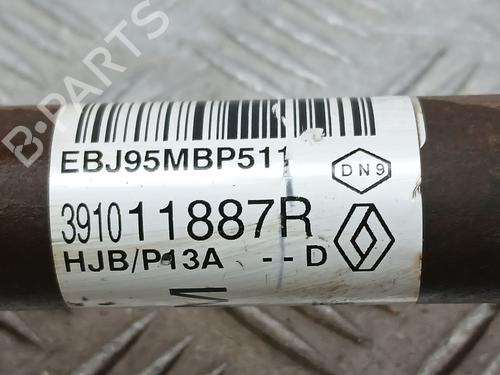 B-PARTS
EBJ95MBP511
DN9
391011887R
HJB/P13A --D
M